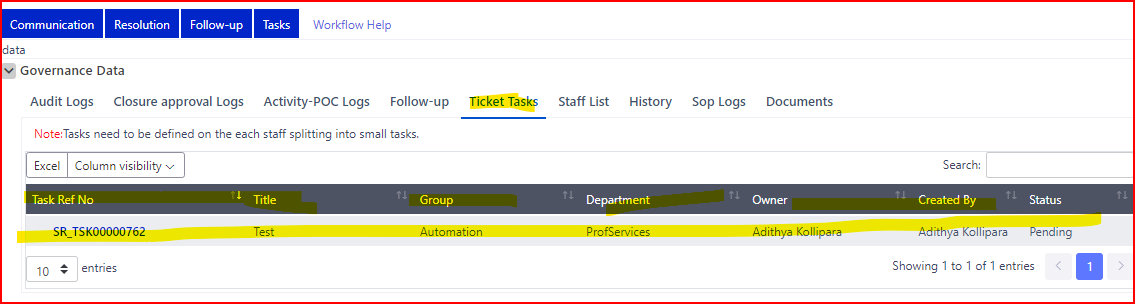 Communication Resolution Follow-up Tasks Workflow Help
data
Governance Data
Audit Logs Closure approval Logs Activity-POC Logs Follow-up Ticket Tasks Staff List History Sop Logs Documents
Note:Tasks need to be defined on the each staff splitting into small tasks.
Excel Column visibility Search:
Task Ref No Title Group Department Owner Created By Status
SR_TSK00000762 Test Automation ProfServices Adithya Kollipara Adithya Kollipara Pending
10 entries Showing 1 to 1 of 1 entries 1